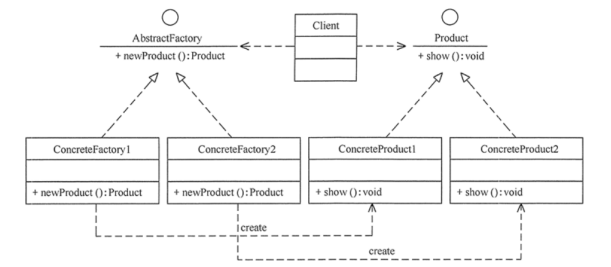 Client
AbstractFactory
+ newProduct (): Product
Product
+ show (): void
ConcreteFactory1
+ newProduct (): Product
ConcreteFactory2
+ newProduct (): Product
ConcreteProduct1
+ show (): void
ConcreteProduct2
+ show (): void
create
create